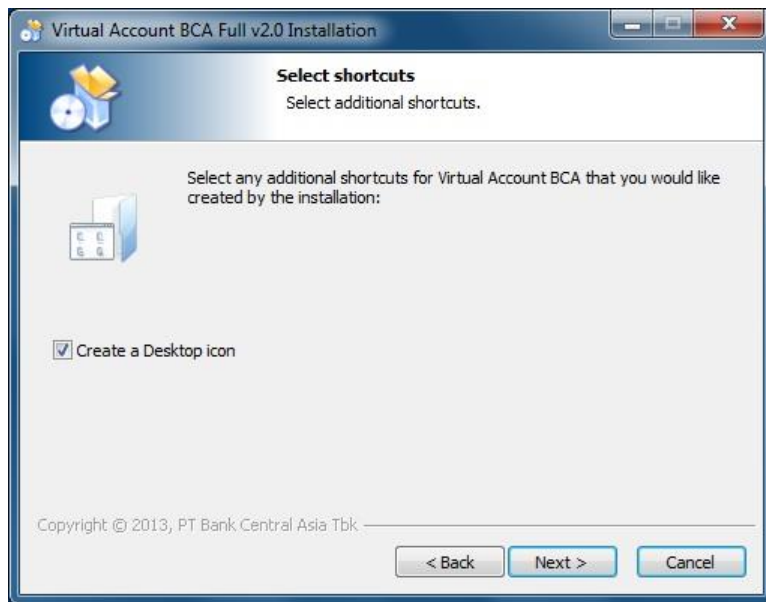 Virtual Account BCA Full v2.0 Installation
Select shortcuts
Select additional shortcuts.
Select any additional shortcuts for Virtual Account BCA that you would like
created by the installation:
Create a Desktop icon
Copyright © 2013, PT Bank Central Asia Tbk
< Back Next > Cancel